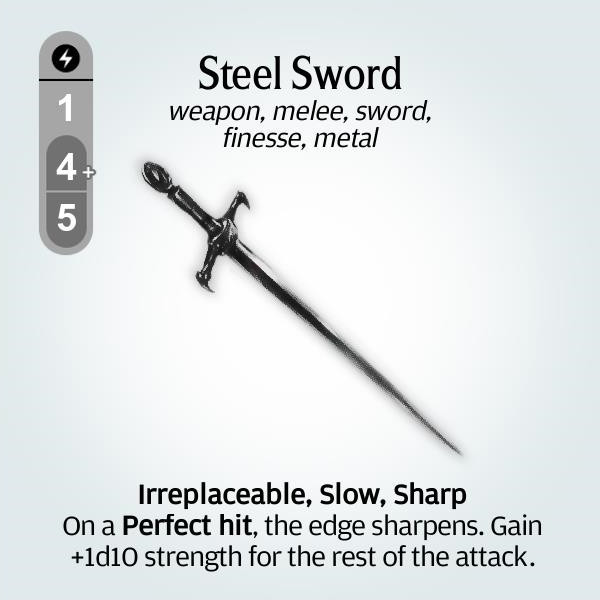 Steel Sword
weapon, melee, sword,
finesse, metal
1
4+
5
Irreplaceable, Slow, Sharp
On a Perfect hit, the edge sharpens. Gain
+1d10 strength for the rest of the attack.